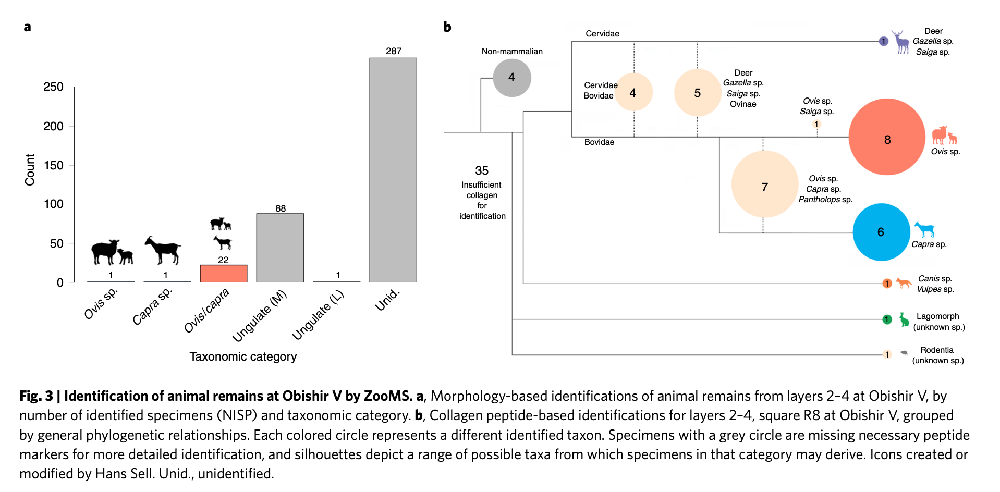 a
Count
250
200
150
100
50
0
1
1
22
88
1
287
Ovis sp.
Capra sp.
Ovis/capra
Ungulate (M)
Ungulate (L)
Unid.
Taxonomic category
b
Non-mammalian
4
35
Insufficient
collagen
for
identification
Cervidae
Cervidae
Bovidae
4
5
Deer
Gazella sp.
Saiga sp.
Ovinae
Bovidae
Ovis sp.
Saiga sp.
1
7
Ovis sp.
Capra sp.
Pantholops sp.
1
Deer
Gazella sp.
Saiga sp.
8
Ovis sp.
6
Capra sp.
1
Canis sp.
Vulpes sp.
1
Lagomorph
(unknown sp.)
1
Rodentia
(unknown sp.)
Fig. 3 | Identification of animal remains at Obishir V by ZooMS. a, Morphology-based identifications of animal remains from layers 2–4 at Obishir V, by
number of identified specimens (NISP) and taxonomic category. b, Collagen peptide-based identifications for layers 2–4, square R8 at Obishir V, grouped
by general phylogenetic relationships. Each colored circle represents a different identified taxon. Specimens with a grey circle are missing necessary peptide
markers for more detailed identification, and silhouettes depict a range of possible taxa from which specimens in that category may derive. Icons created or
modified by Hans Sell. Unid., unidentified.